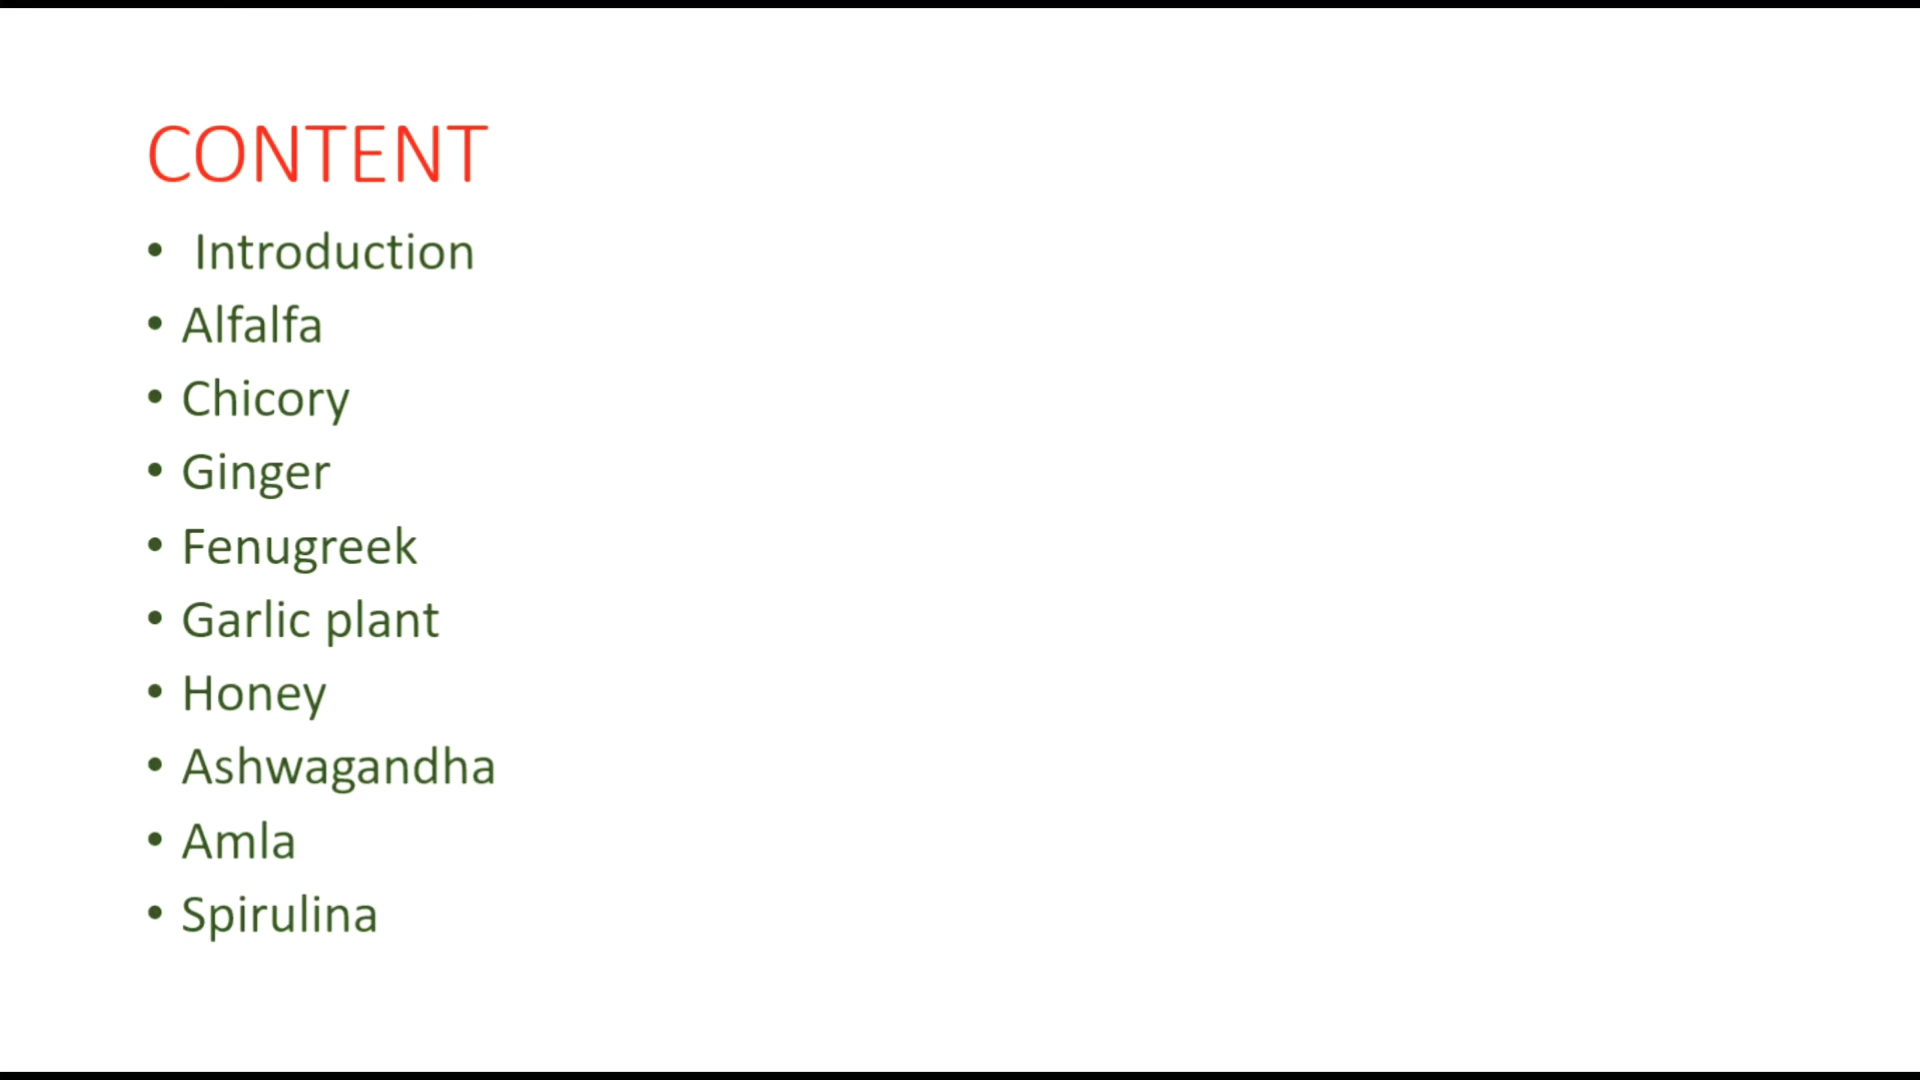 CONTENT
• Introduction
• Alfalfa
• Chicory
• Ginger
• Fenugreek
• Garlic plant
• Honey
• Ashwagandha
• Amla
• Spirulina